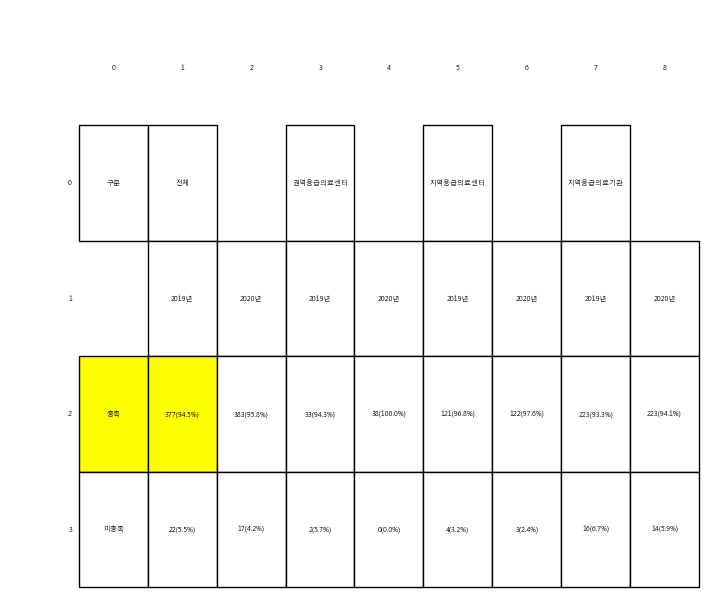 0 1 2 3 4 5 6 7 8
0 구분 전체 권역응급의료센터 지역응급의료센터 지역응급의료기관
1 2019년 2020년 2019년 2020년 2019년 2020년 2019년 2020년
2 충족 377(94.5%) 383(95.8%) 33(94.3%) 38(100.0%) 121(96.8%) 122(97.6%) 223(93.3%) 223(94.1%)
3 미충족 22(5.5%) 17(4.2%) 2(5.7%) 0(0.0%) 4(3.2%) 3(2.4%) 16(6.7%) 14(5.9%)